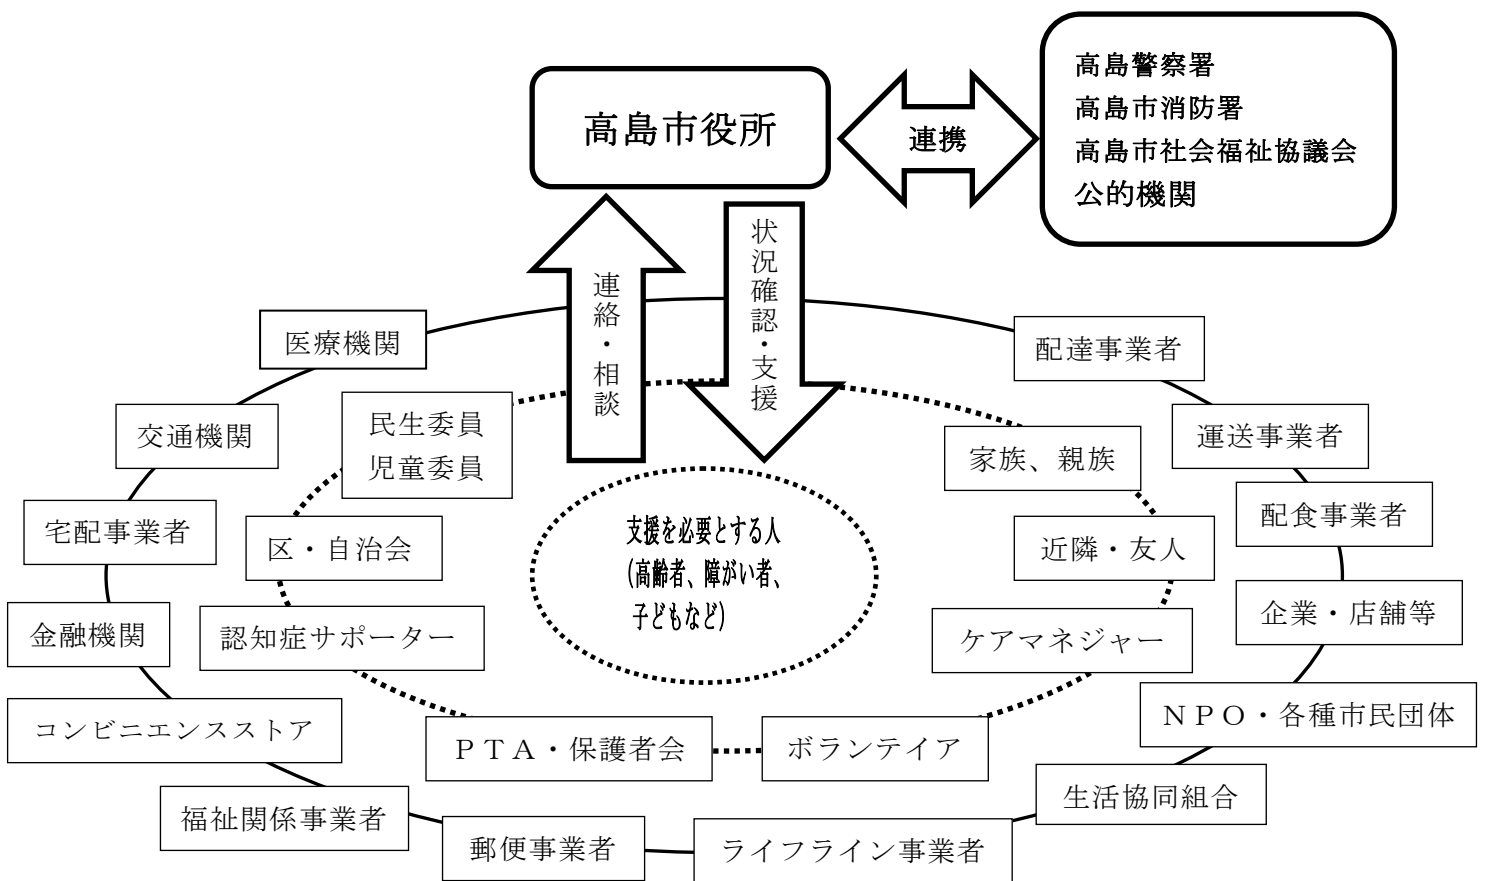 高島警察署
高島市消防署
高島市社会福祉協議会
公的機関
高島市役所
連携
連絡・相談
状況確認・支援
医療機関
配達事業者
交通機関
民生委員
児童委員
運送事業者
家族、親族
宅配事業者
区・自治会
支援を必要とする人
(高齢者、障がい者、
子どもなど)
近隣・友人
配食事業者
金融機関
認知症サポーター
ケアマネジャー
企業・店舗等
コンビニエンスストア
ＰＴＡ・保護者会
ボランテイア
ＮＰＯ・各種市民団体
福祉関係事業者
郵便事業者
ライフライン事業者
生活協同組合